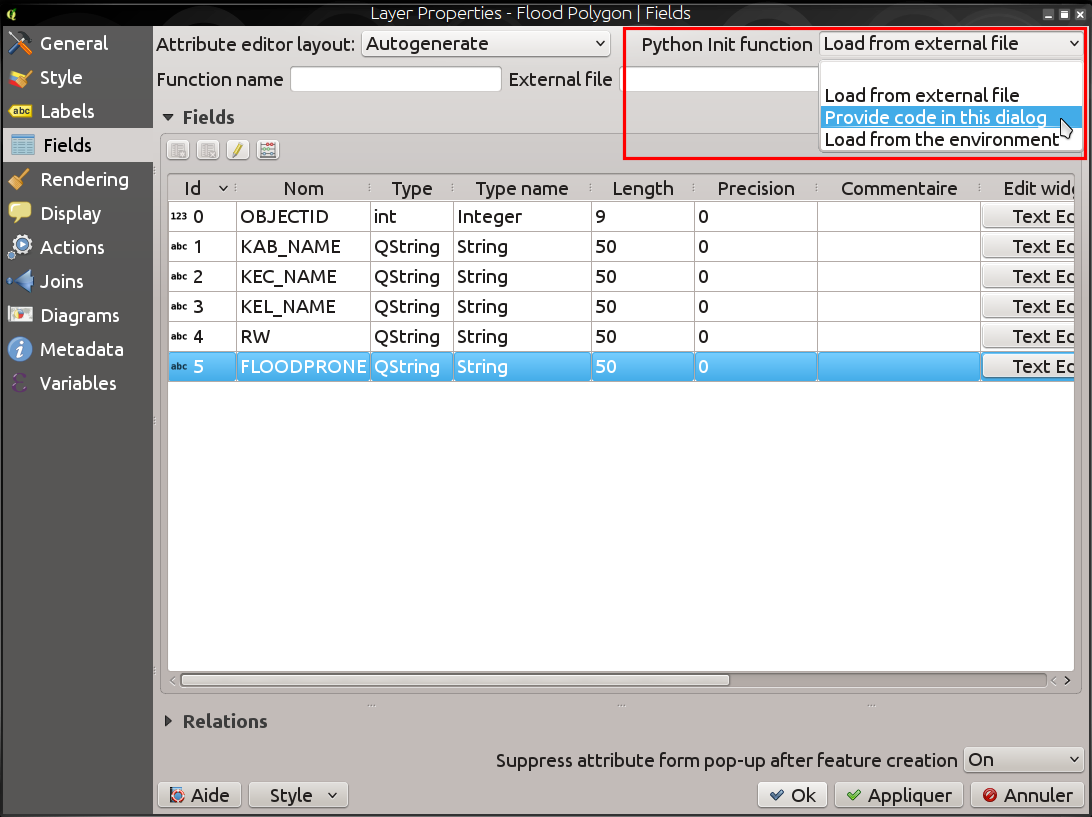 Layer Properties - Flood Polygon | Fields
General
Style
Labels
Fields
Rendering
Display
Actions
Joins
Diagrams
Metadata
Variables
Attribute editor layout: Autogenerate Python Init function Load from external file
Function name External file
Load from external file
Provide code in this dialog
Load from the environment
Fields
Id Nom Type Type name Length Precision Commentaire Edit widg
123 0 OBJECTID int Integer 9 0 Text Ed
abc 1 KAB_NAME QString String 50 0 Text Ed
abc 2 KEC_NAME QString String 50 0 Text Ed
abc 3 KEL_NAME QString String 50 0 Text Ed
abc 4 RW QString String 50 0 Text Ed
abc 5 FLOODPRONE QString String 50 0 Text Ed
Relations
Suppress attribute form pop-up after feature creation On
Aide Style Ok Appliquer Annuler